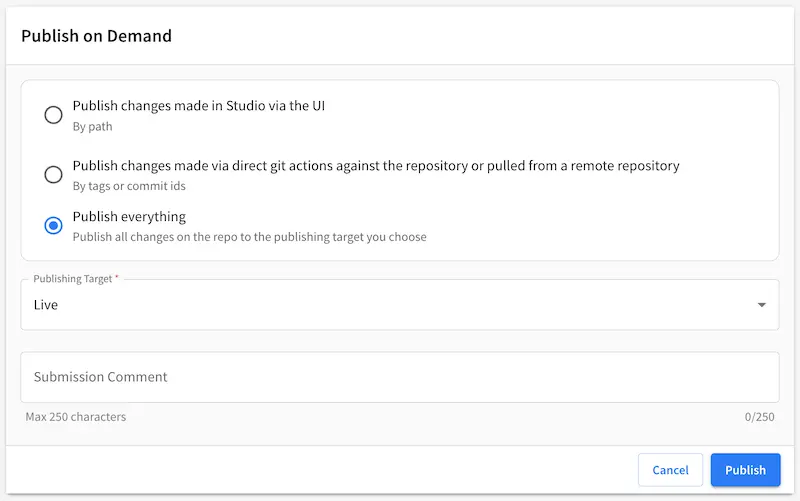 Publish on Demand
Publish changes made in Studio via the UI
By path
Publish changes made via direct git actions against the repository or pulled from a remote repository
By tags or commit ids
Publish everything
Publish all changes on the repo to the publishing target you choose
Publishing Target *
Live
Submission Comment
Max 250 characters 0/250
Cancel Publish